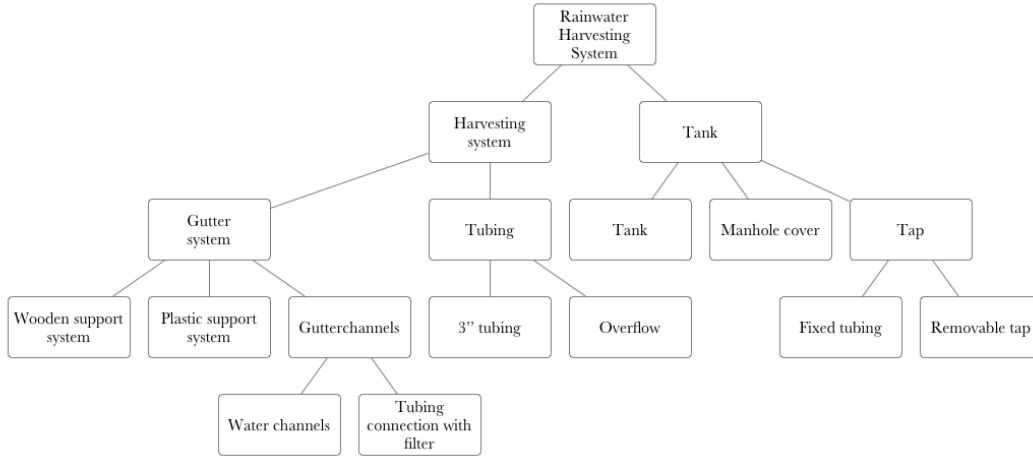 Rainwater
Harvesting
System
Harvesting
system
Tank
Gutter
system
Tubing
Tank
Manhole cover
Tap
Wooden support
system
Plastic support
system
Gutterchannels
3’’ tubing
Overflow
Fixed tubing
Removable tap
Water channels
Tubing
connection with
filter